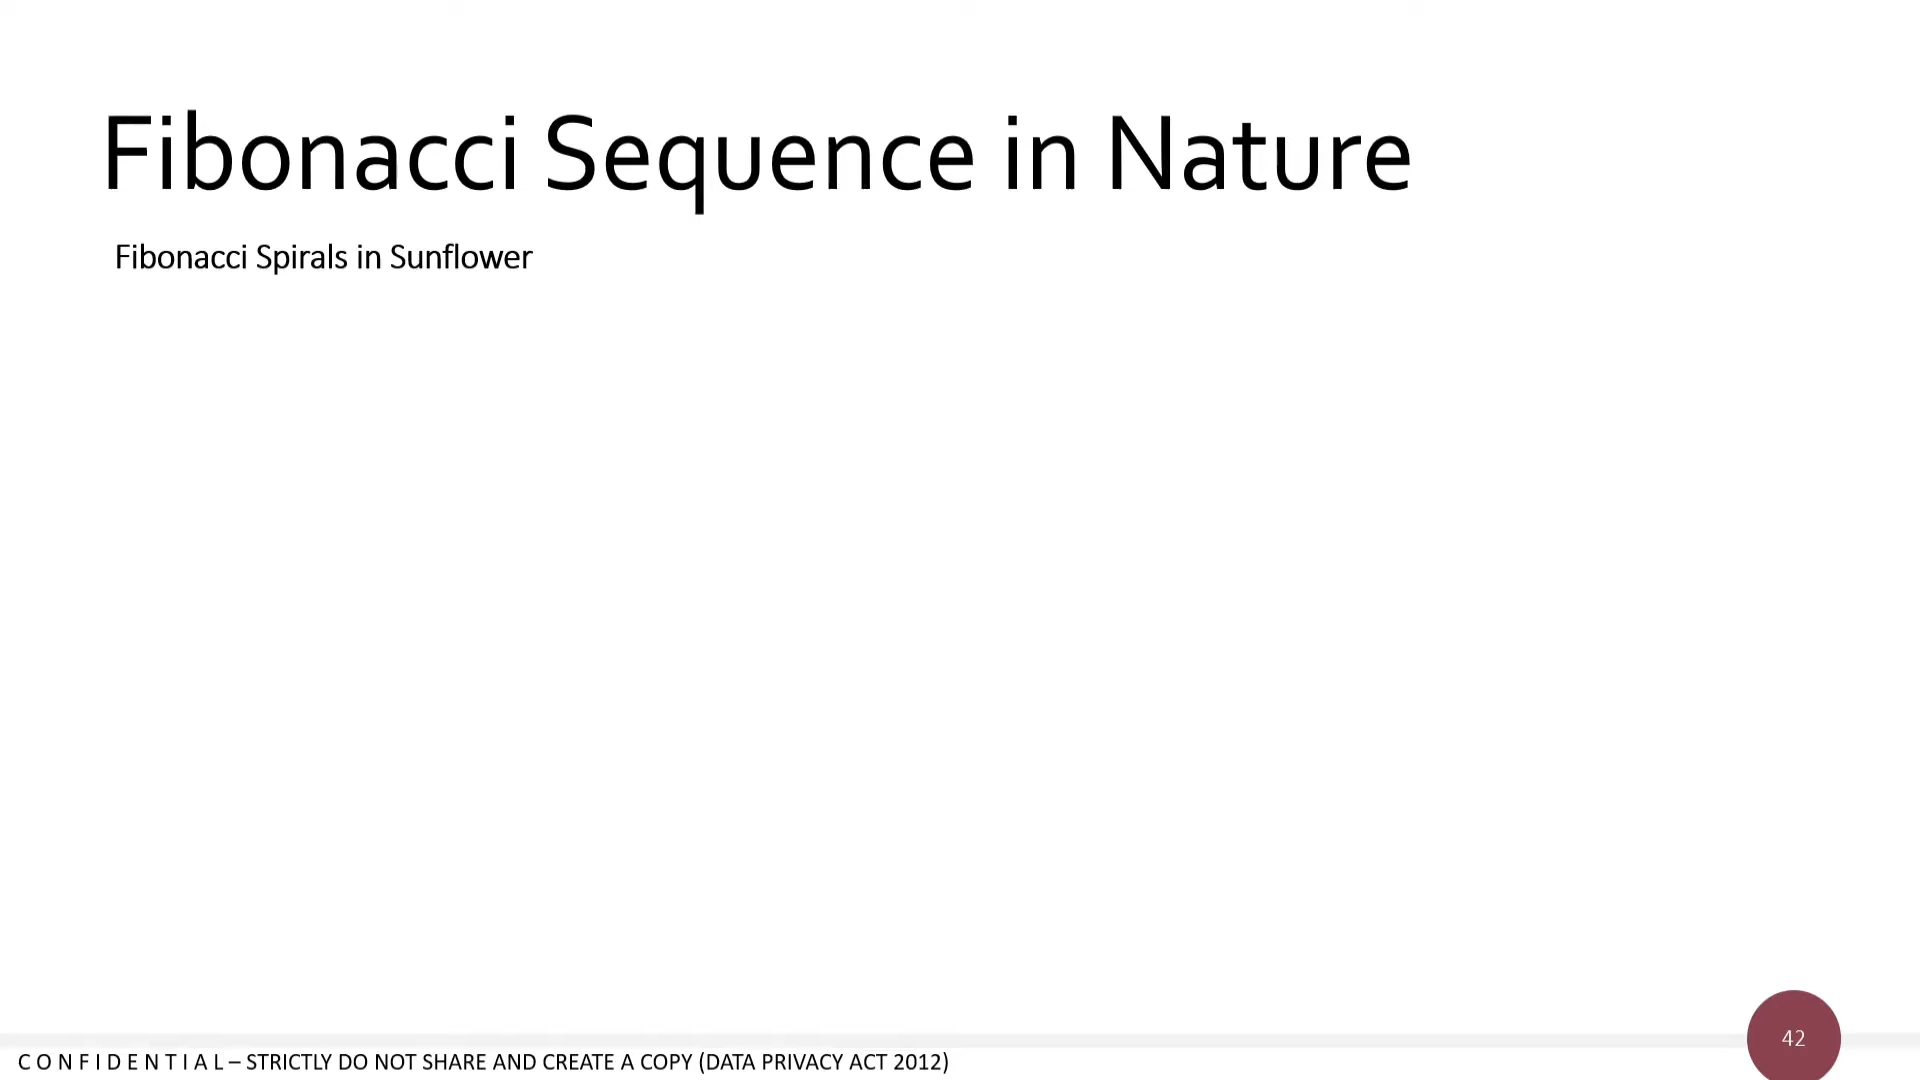 Fibonacci Sequence in Nature
Fibonacci Spirals in Sunflower
42
C O N F I D E N T I A L – STRICTLY DO NOT SHARE AND CREATE A COPY (DATA PRIVACY ACT 2012)